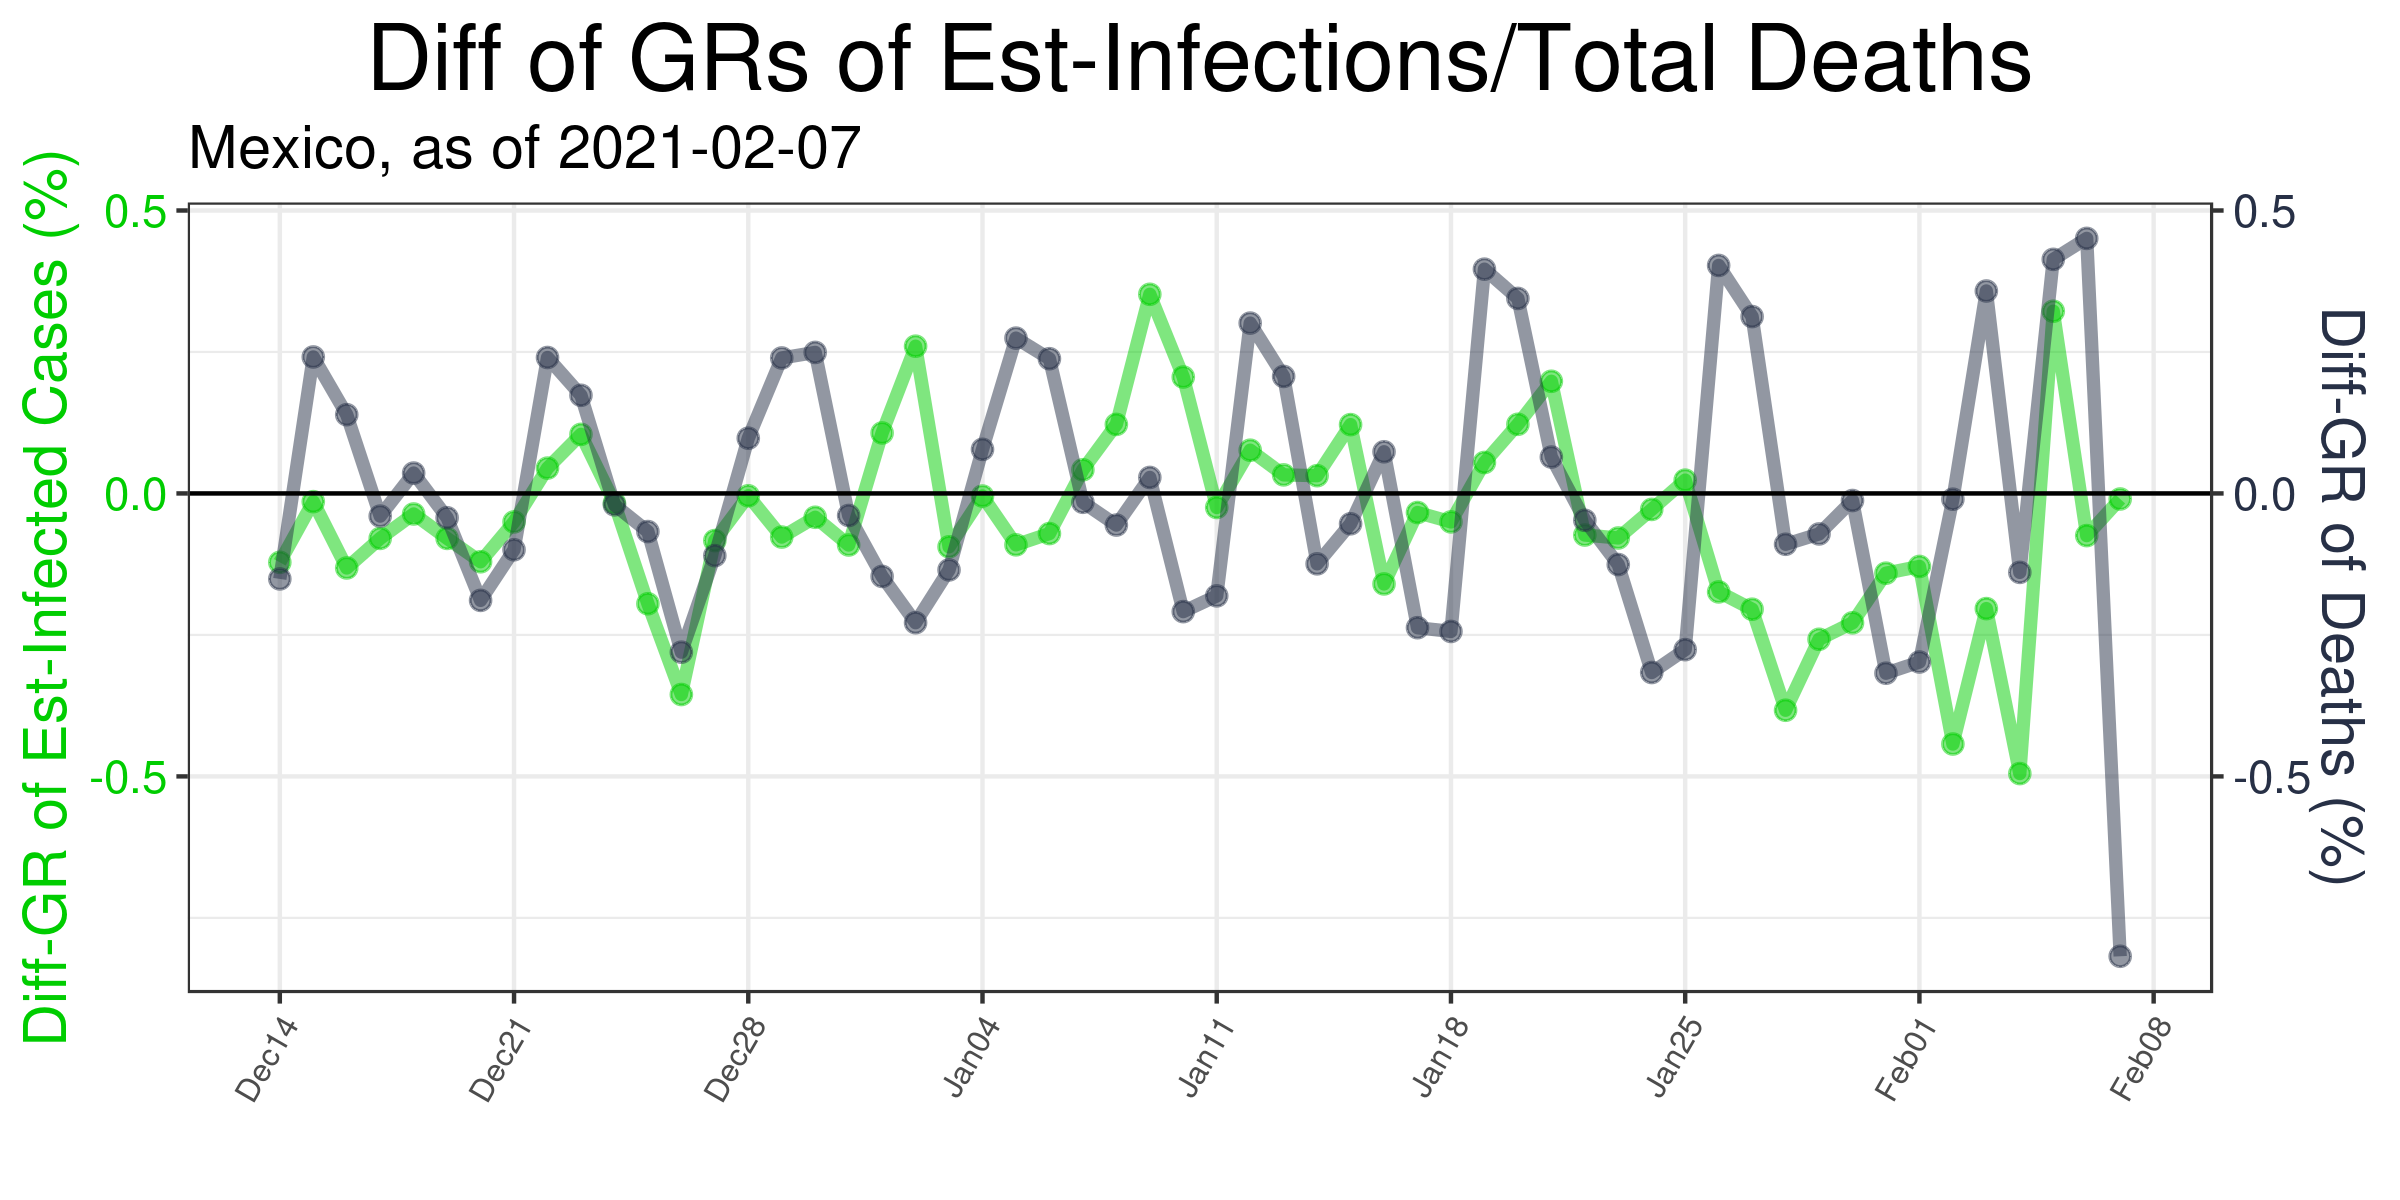 Diff of GRs of Est-Infections/Total Deaths
Mexico, as of 2021-02-07
Diff-GR of Est-Infected Cases (%)
0.5
0.0
-0.5
0.5
0.0
-0.5
Diff-GR of Deaths (%)
Dec14
Dec21
Dec28
Jan04
Jan11
Jan18
Jan25
Feb01
Feb08